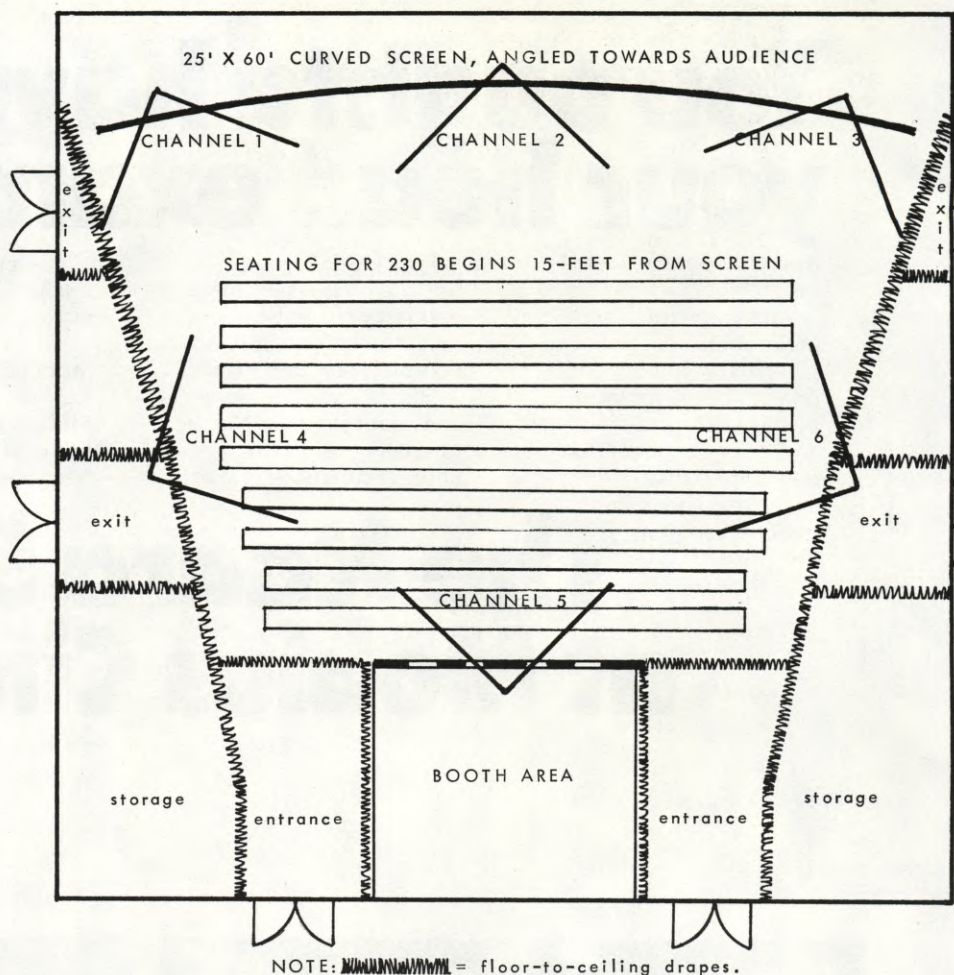 25' X 60' CURVED SCREEN, ANGLED TOWARDS AUDIENCE
CHANNEL 1
CHANNEL 2
CHANNEL 3
exit
exit
SEATING FOR 230 BEGINS 15-FEET FROM SCREEN
CHANNEL 4
CHANNEL 6
exit
exit
CHANNEL 5
BOOTH AREA
storage
entrance
entrance
storage
NOTE: = floor-to-ceiling drapes.